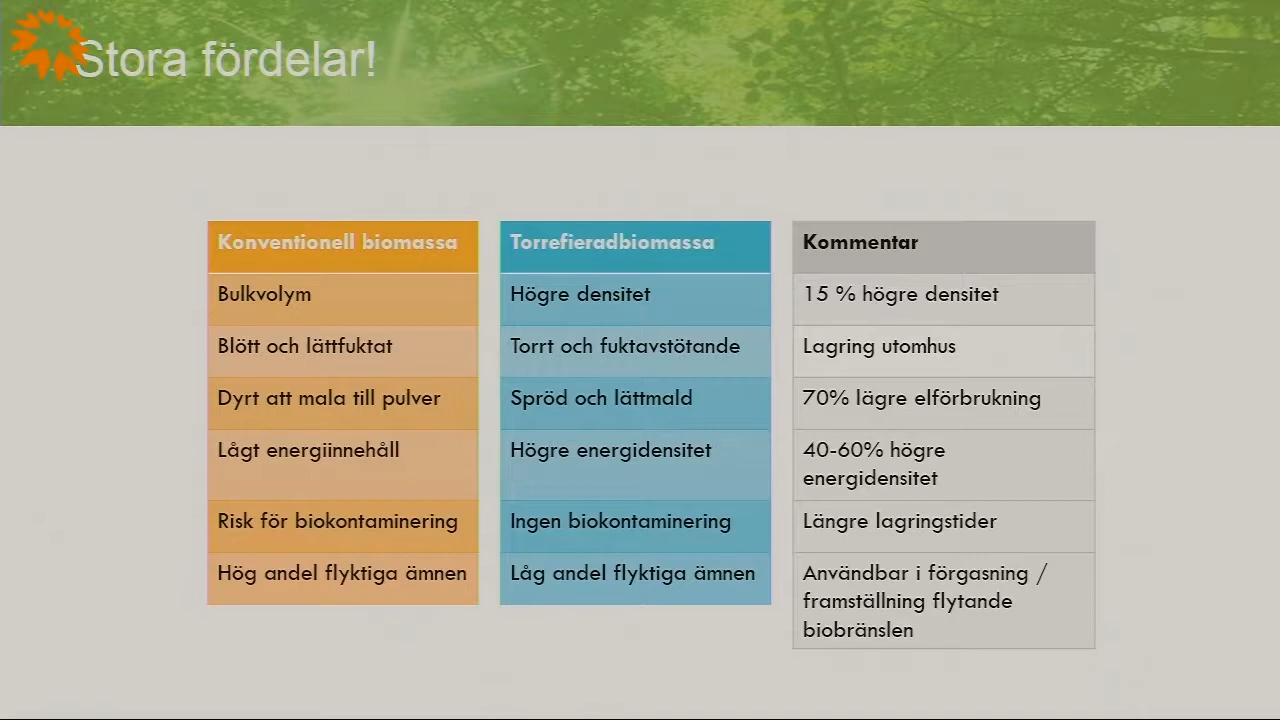 Stora fördelar!
Konventionell biomassa
Torrefieradbiomassa
Kommentar
Bulkvolym
Högre densitet
15 % högre densitet
Blött och lättfuktat
Torrt och fuktavstötande
Lagring utomhus
Dyrt att mala till pulver
Spröd och lättmald
70% lägre elförbrukning
Lågt energiinnehåll
Högre energidensitet
40-60% högre
energidensitet
Risk för biokontaminering
Ingen biokontaminering
Längre lagringstider
Hög andel flyktiga ämnen
Låg andel flyktiga ämnen
Användbar i förgasning /
framställning flytande
biobränslen